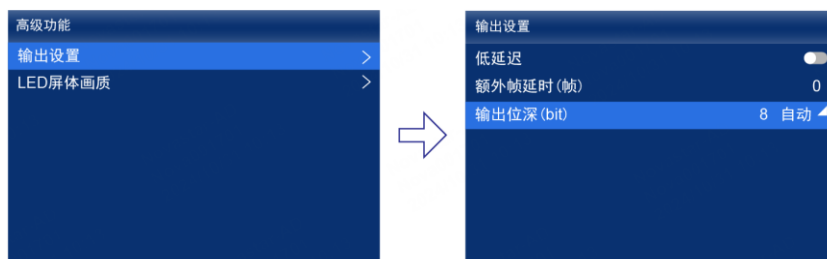 高级功能
输出设置
LED屏体画质
输出设置
低延迟
额外帧延时(帧) 0
输出位深(bit) 8 自动